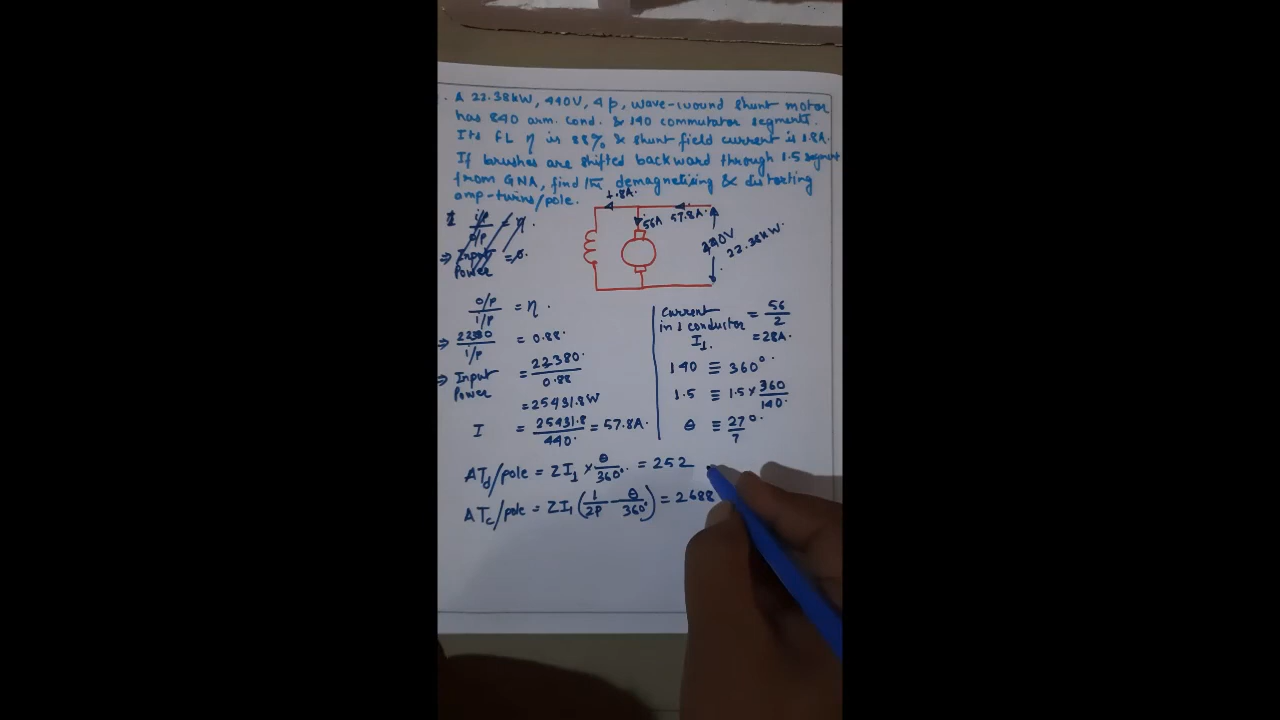 . A 22.38kW, 440V, 4p, wave-wound shunt motor
has 840 arm. cond. & 140 commutator segments.
Its FL η is 88% & shunt field current is 1.8A.
If brushes are shifted backward through 1.5 segment
from GNA, find the demagnetising & distorting
amp-turns/pole.
1.8A.
56A
57.8A
440V
22.38kW.
i/p / o/p = η.
⇒ Input Power =
o/p / i/p = η.
⇒ 22380 / i/p = 0.88.
⇒ Input Power = 22380. / 0.88
= 25431.8W
I = 25431.8 / 440. = 57.8A.
Current in 1 conductor I₁. = 56 / 2
= 28A.
140 ≡ 360°.
1.5 ≡ 1.5 × 360 / 140.
θ ≡ 27°. / 7
ATd/pole = ZI₁ × θ / 360°. = 252
ATc/pole = ZI₁ (1 / 2P - θ / 360°) = 2688